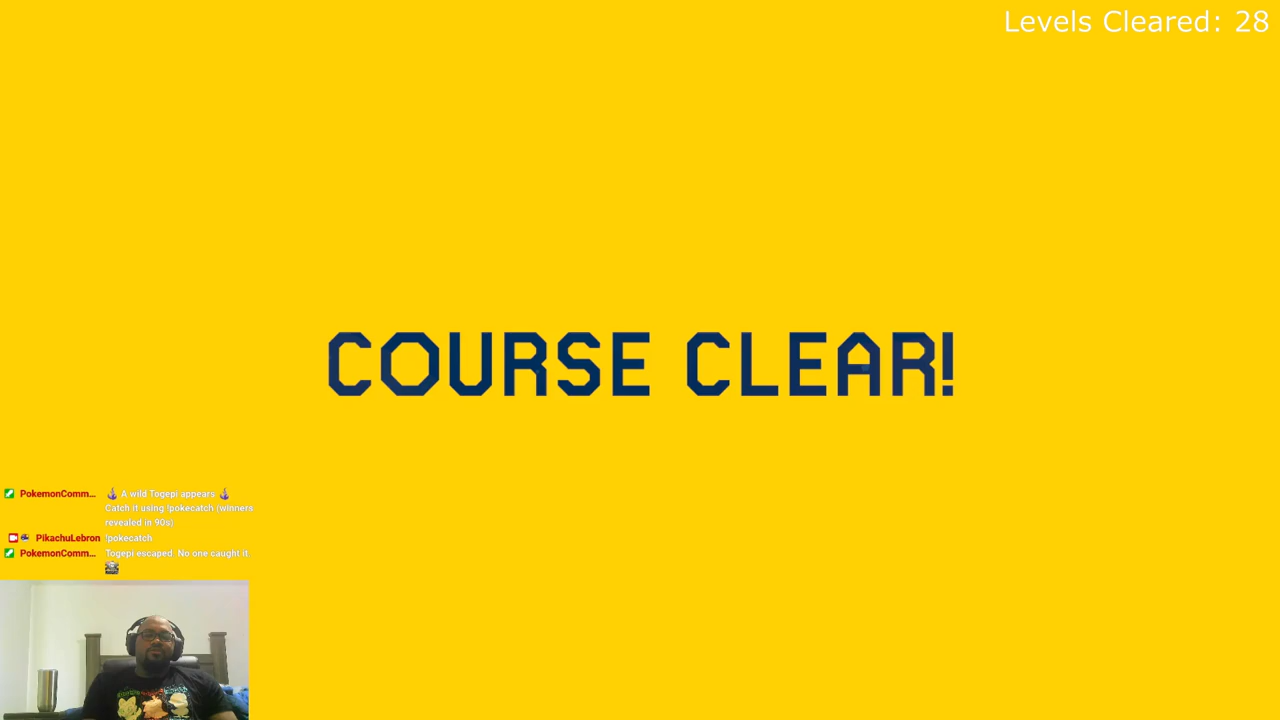 Levels Cleared: 28
COURSE CLEAR!
PokemonComm... A wild Togepi appears
Catch it using !pokecatch (winners
revealed in 90s)
PikachuLebron !pokecatch
PokemonComm... Togepi escaped. No one caught it.